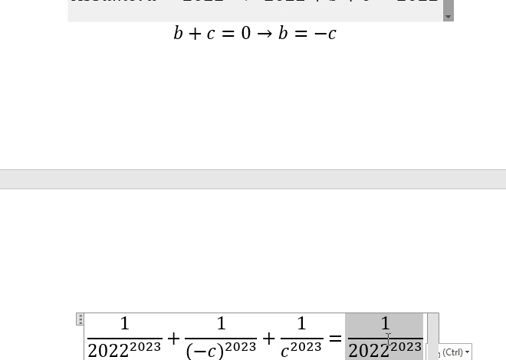 b + c = 0 → b = −c
1/2022^2023 + 1/(−c)^2023 + 1/c^2023 = 1/2022^2023
(Ctrl)